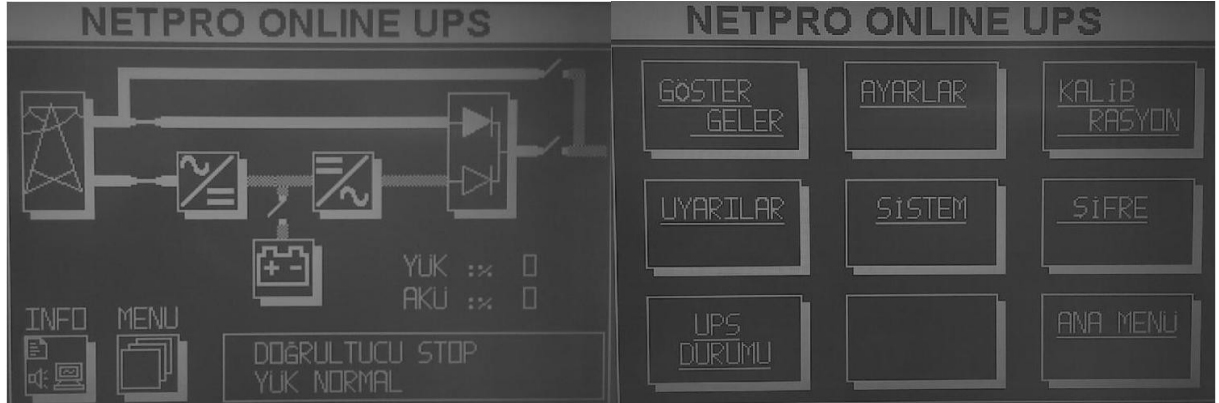 NETPRO ONLINE UPS
YÜK :% 0
AKÜ :% 0
INFO MENU
DOĞRULTUCU STOP
YÜK NORMAL
NETPRO ONLINE UPS
GÖSTER
GELER
AYARLAR
KALİB
RASYON
UYARILAR
SİSTEM
ŞİFRE
UPS
DURUMU
ANA MENÜ